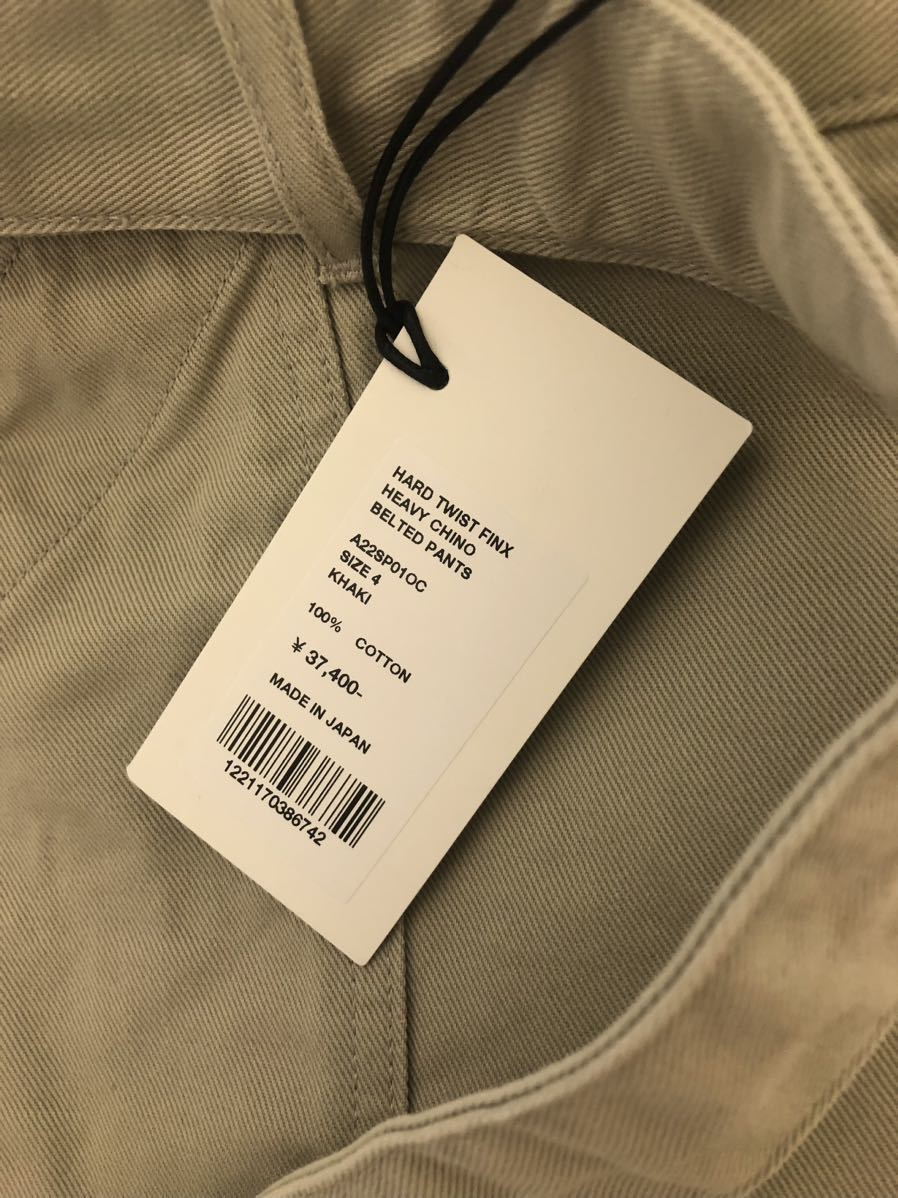 HARD TWIST FINX
HEAVY CHINO
BELTED PANTS
A22SP01OC
SIZE 4
KHAKI
100% COTTON
¥ 37,400-
MADE IN JAPAN
1221170386742